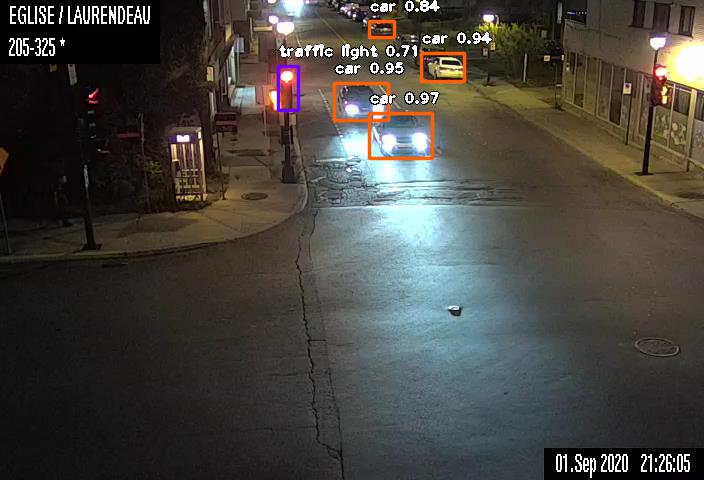 EGLISE / LAURENDEAU
205-325 *
car 0.84
car 0.94
traffic light 0.71
car 0.95
car 0.97
01.Sep 2020 21:26:05